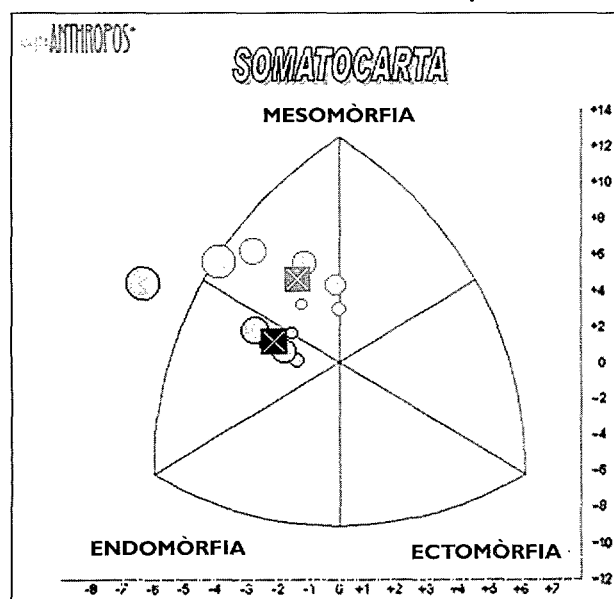 ANTHROPOS
SOMATOCARTA
MESOMÒRFIA
+14
+12
+10
+8
+6
+4
+2
0
-2
-4
-6
-8
-10
-12
ENDOMÒRFIA
ECTOMÒRFIA
-8 -7 -6 -5 -4 -3 -2 -1 0 +1 +2 +3 +4 +5 +6 +7